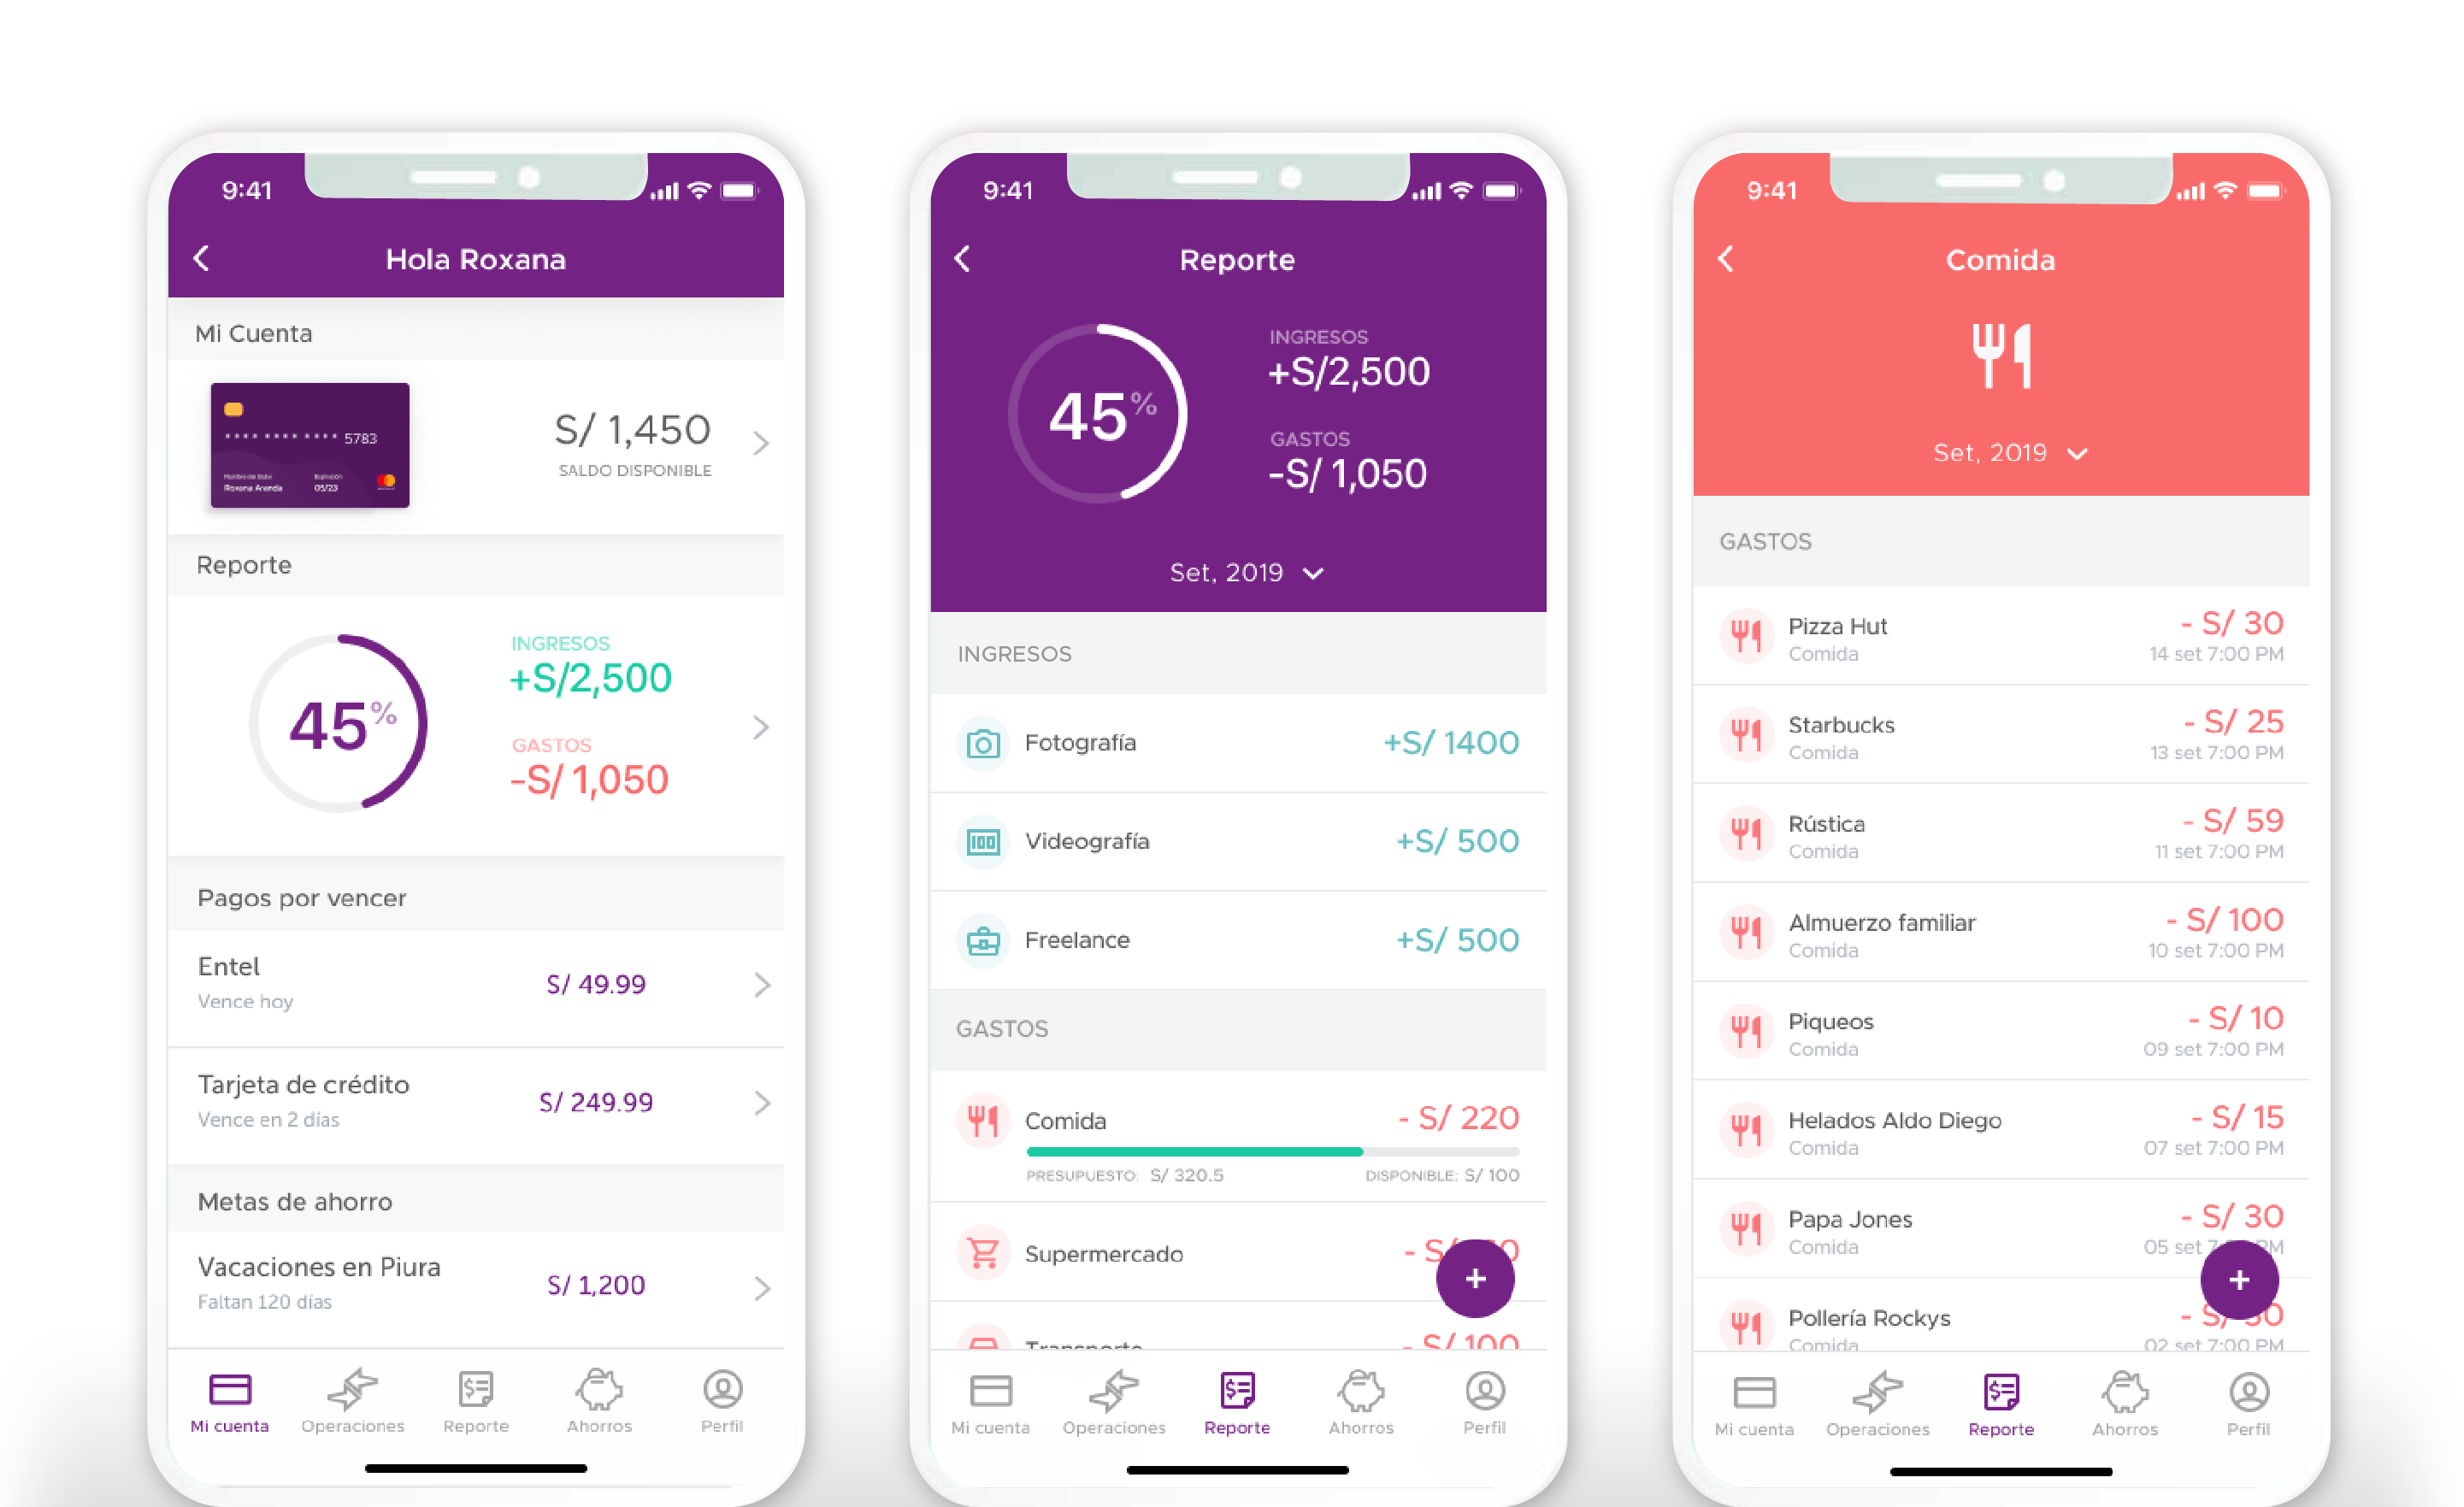 9:41
Hola Roxana
Mi Cuenta
**** **** **** 5783
Roxana Aranda 05/23
S/ 1,450
SALDO DISPONIBLE
Reporte
45%
INGRESOS
+S/2,500
GASTOS
-S/ 1,050
Pagos por vencer
Entel
Vence hoy
S/ 49.99
Tarjeta de crédito
Vence en 2 días
S/ 249.99
Metas de ahorro
Vacaciones en Piura
Faltan 120 días
S/ 1,200
Mi cuenta
Operaciones
Reporte
Ahorros
Perfil
9:41
Reporte
45%
INGRESOS
+S/2,500
GASTOS
-S/ 1,050
Set, 2019
INGRESOS
Fotografía
+S/ 1400
Videografía
+S/ 500
Freelance
+S/ 500
GASTOS
Comida
- S/ 220
PRESUPUESTO: S/ 320.5
DISPONIBLE: S/ 100
Supermercado
+
Transporte
- S/ 100
Mi cuenta
Operaciones
Reporte
Ahorros
Perfil
9:41
Comida
Set, 2019
GASTOS
Pizza Hut
Comida
- S/ 30
14 set 7:00 PM
Starbucks
Comida
- S/ 25
13 set 7:00 PM
Rústica
Comida
- S/ 59
11 set 7:00 PM
Almuerzo familiar
Comida
- S/ 100
10 set 7:00 PM
Piqueos
Comida
- S/ 10
09 set 7:00 PM
Helados Aldo Diego
Comida
- S/ 15
07 set 7:00 PM
Papa Jones
Comida
- S/ 30
05 set
+
Pollería Rockys
Comida
02 set 7:00 PM
Mi cuenta
Operaciones
Reporte
Ahorros
Perfil